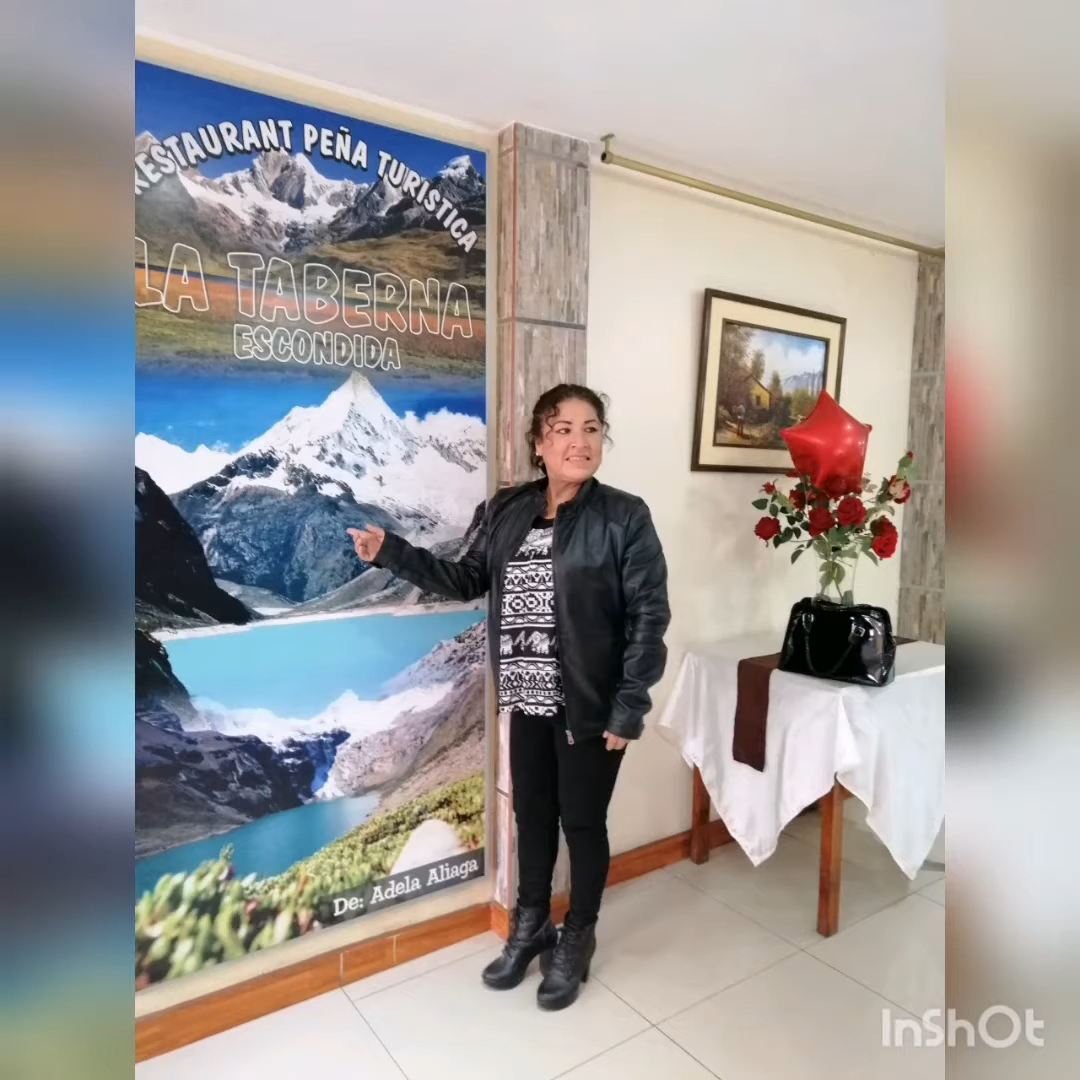 RESTAURANT PEÑA TURISTICA
LA TABERNA
ESCONDIDA
De: Adela Aliaga
InShOt